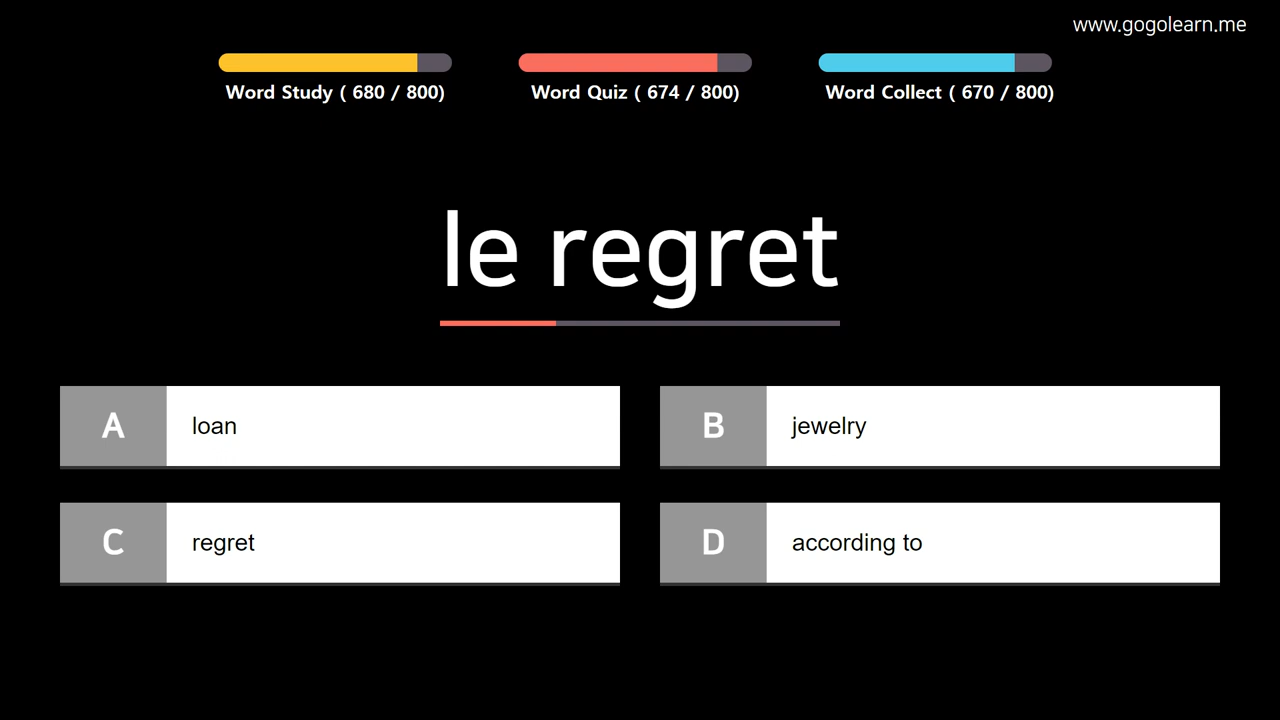 www.gogolearn.me
Word Study ( 680 / 800)
Word Quiz ( 674 / 800)
Word Collect ( 670 / 800)
le regret
A loan
B jewelry
C regret
D according to